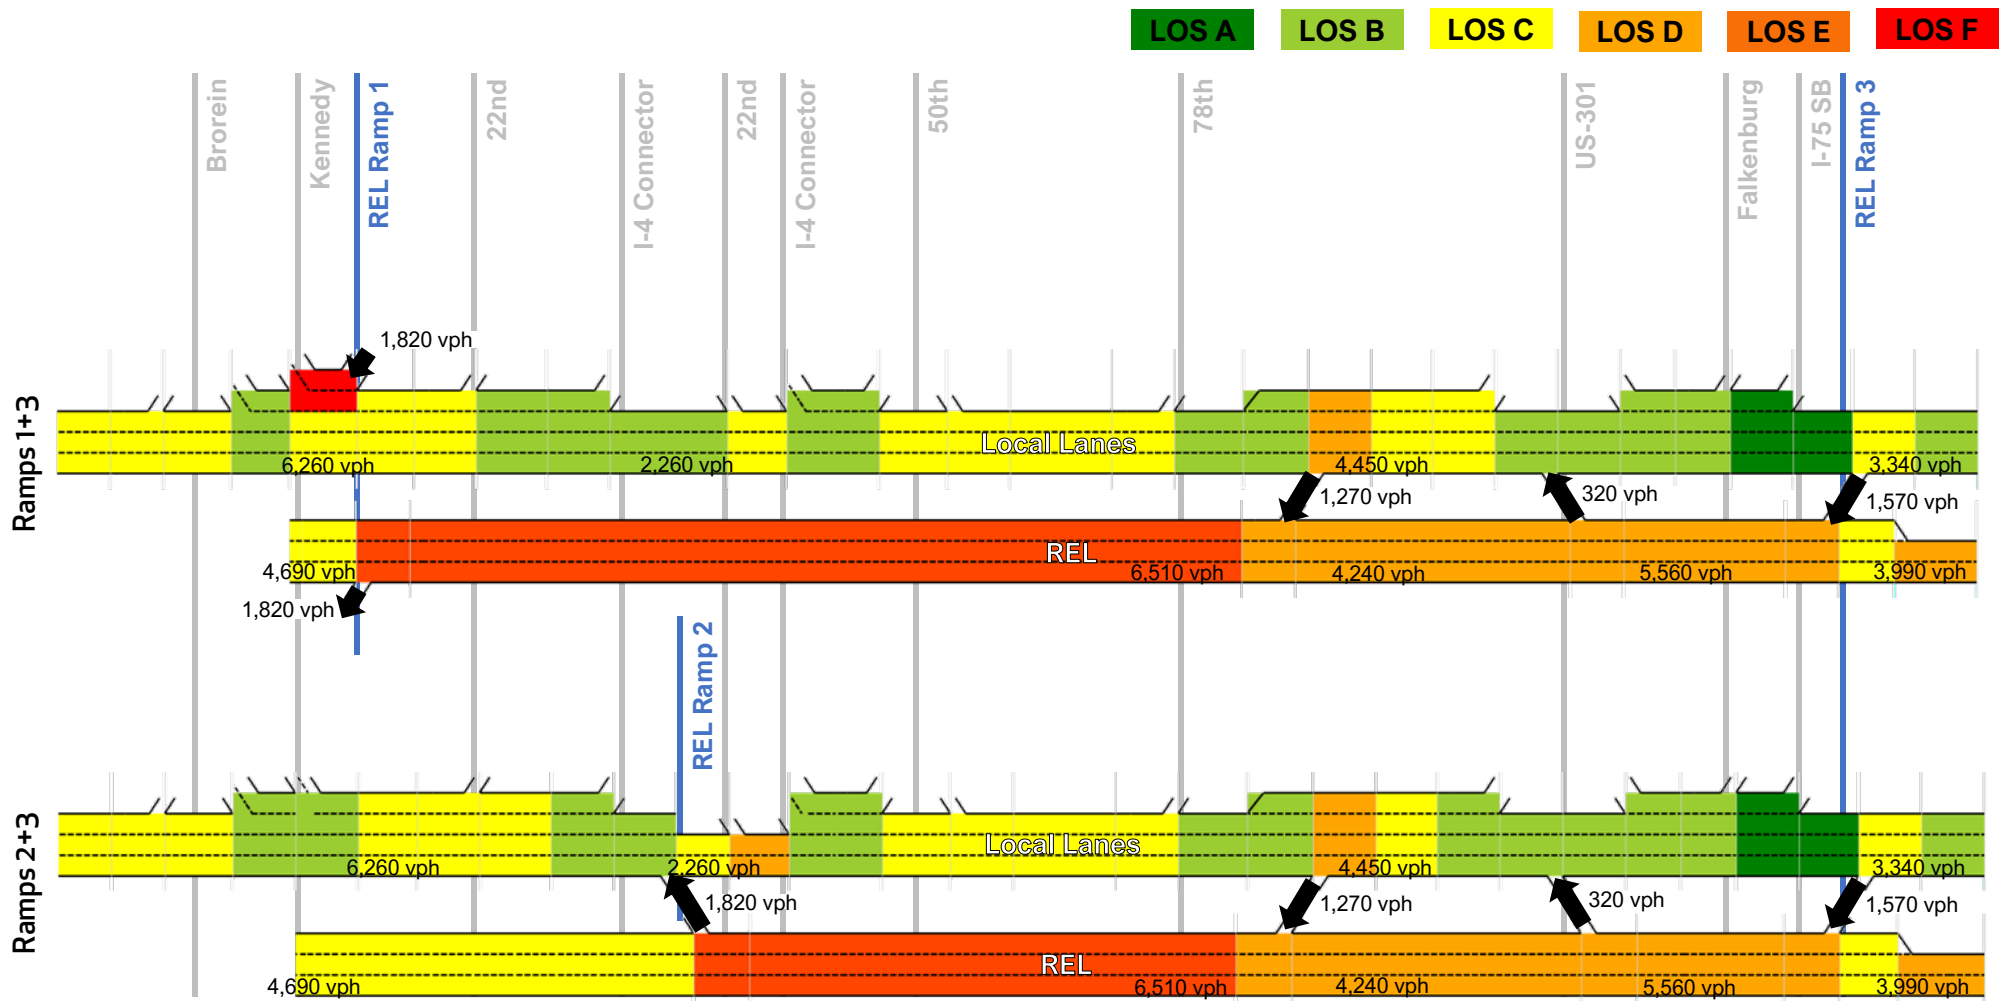 LOS A
LOS B
LOS C
LOS D
LOS E
LOS F
Brorein
Kennedy
REL Ramp 1
22nd
I-4 Connector
22nd
I-4 Connector
50th
78th
US-301
Falkenburg
I-75 SB
REL Ramp 3
Ramps 1+3
1,820 vph
Local Lanes
6,260 vph
2,260 vph
4,450 vph
3,340 vph
1,270 vph
320 vph
1,570 vph
REL
4,690 vph
6,510 vph
4,240 vph
5,560 vph
3,990 vph
1,820 vph
REL Ramp 2
Ramps 2+3
Local Lanes
6,260 vph
2,260 vph
4,450 vph
3,340 vph
1,820 vph
1,270 vph
320 vph
1,570 vph
REL
4,690 vph
6,510 vph
4,240 vph
5,560 vph
3,990 vph